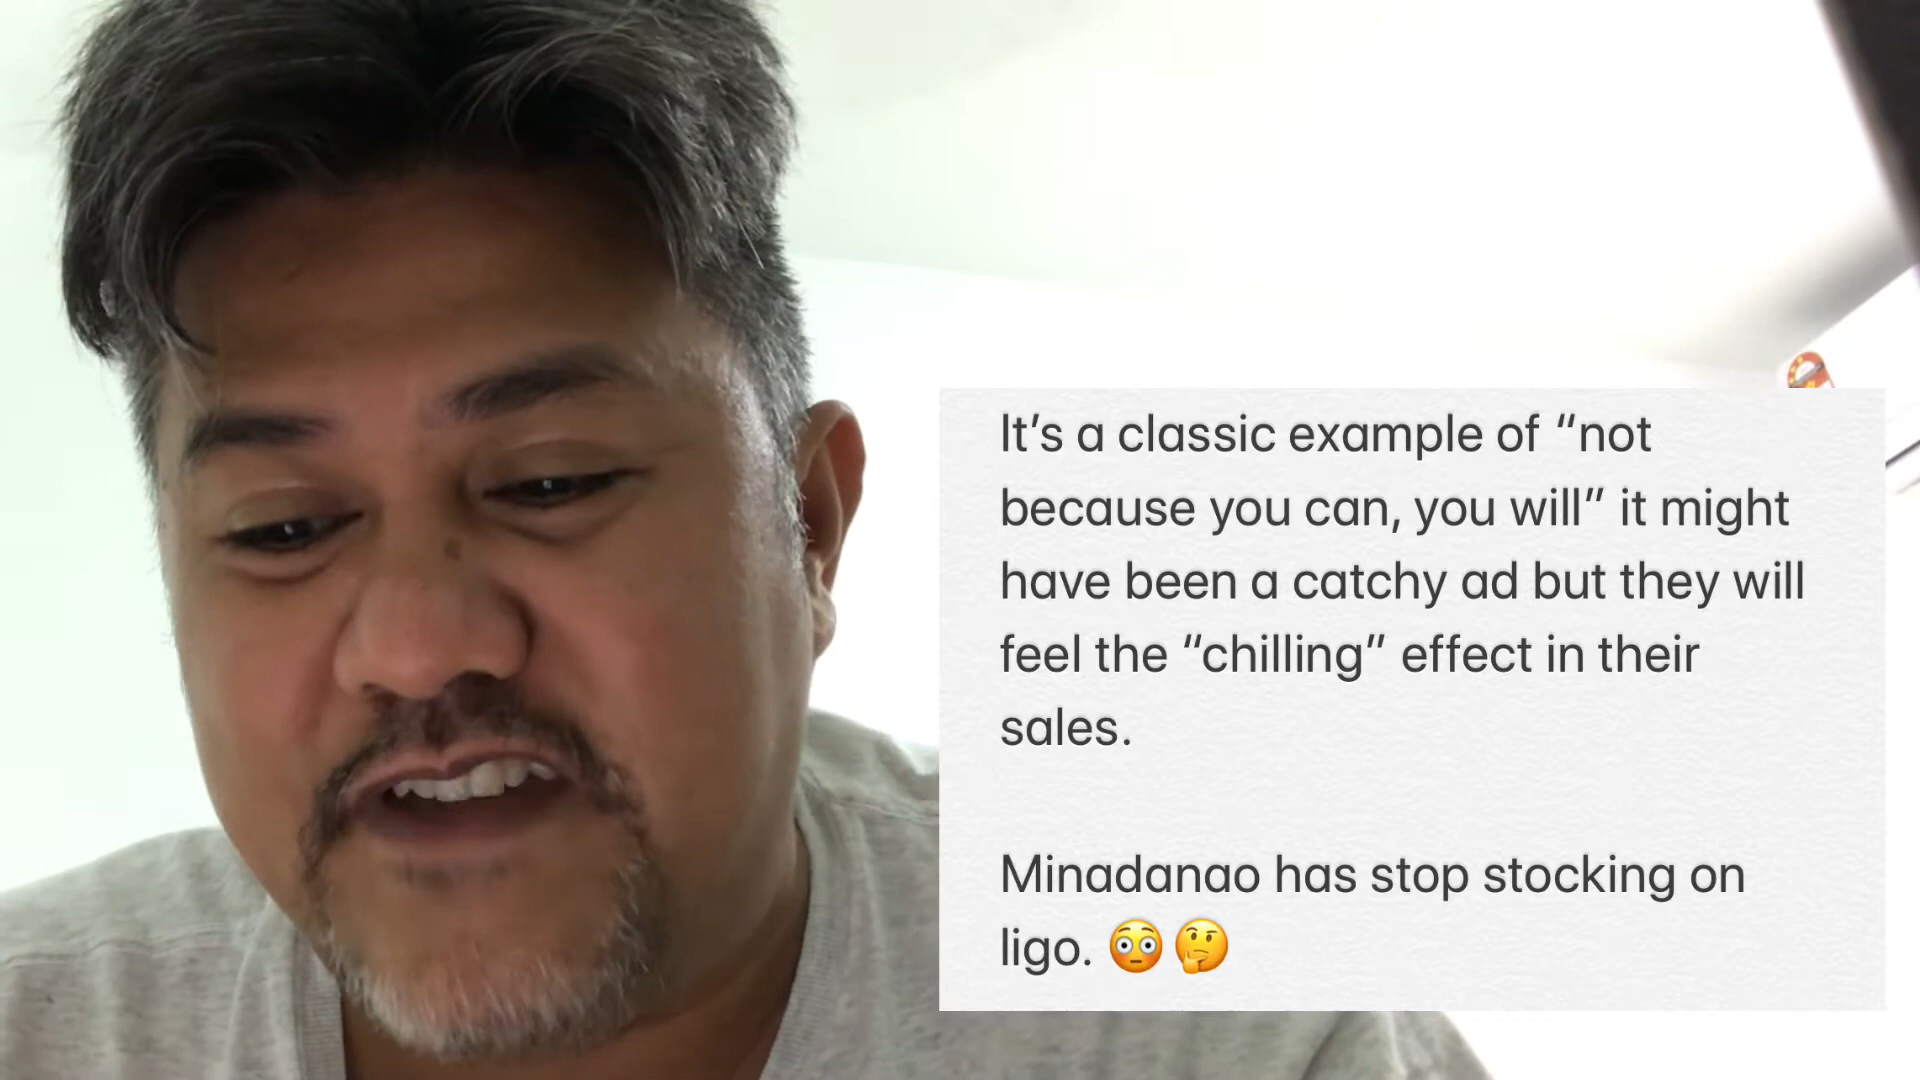 It’s a classic example of “not
because you can, you will” it might
have been a catchy ad but they will
feel the “chilling” effect in their
sales.
Minadanao has stop stocking on
ligo. 😳🤔